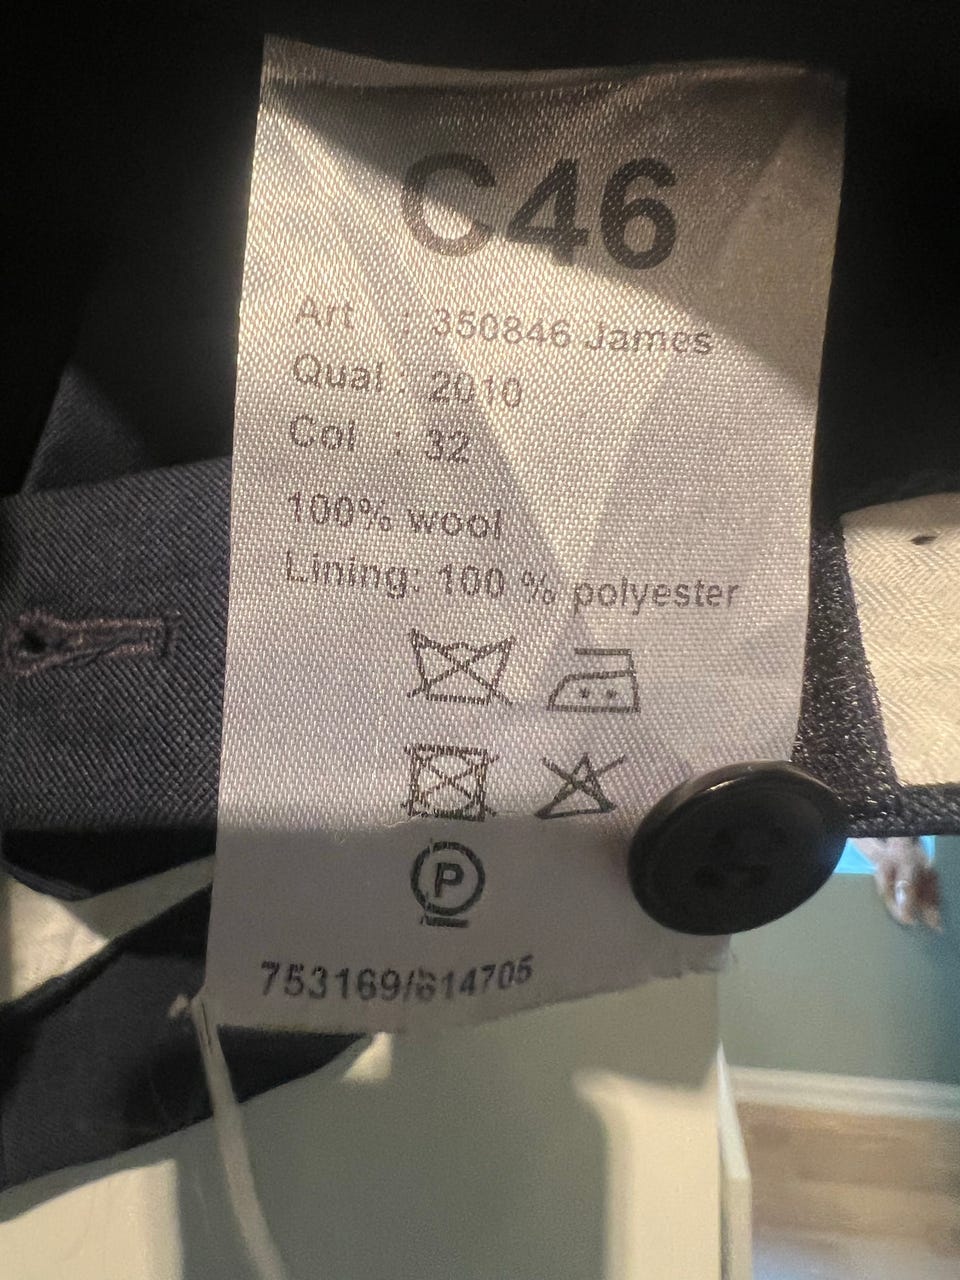 C46
Art : 350846 James
Qual : 2010
Col : 32
100% wool
Lining: 100 % polyester
P
753169/614705